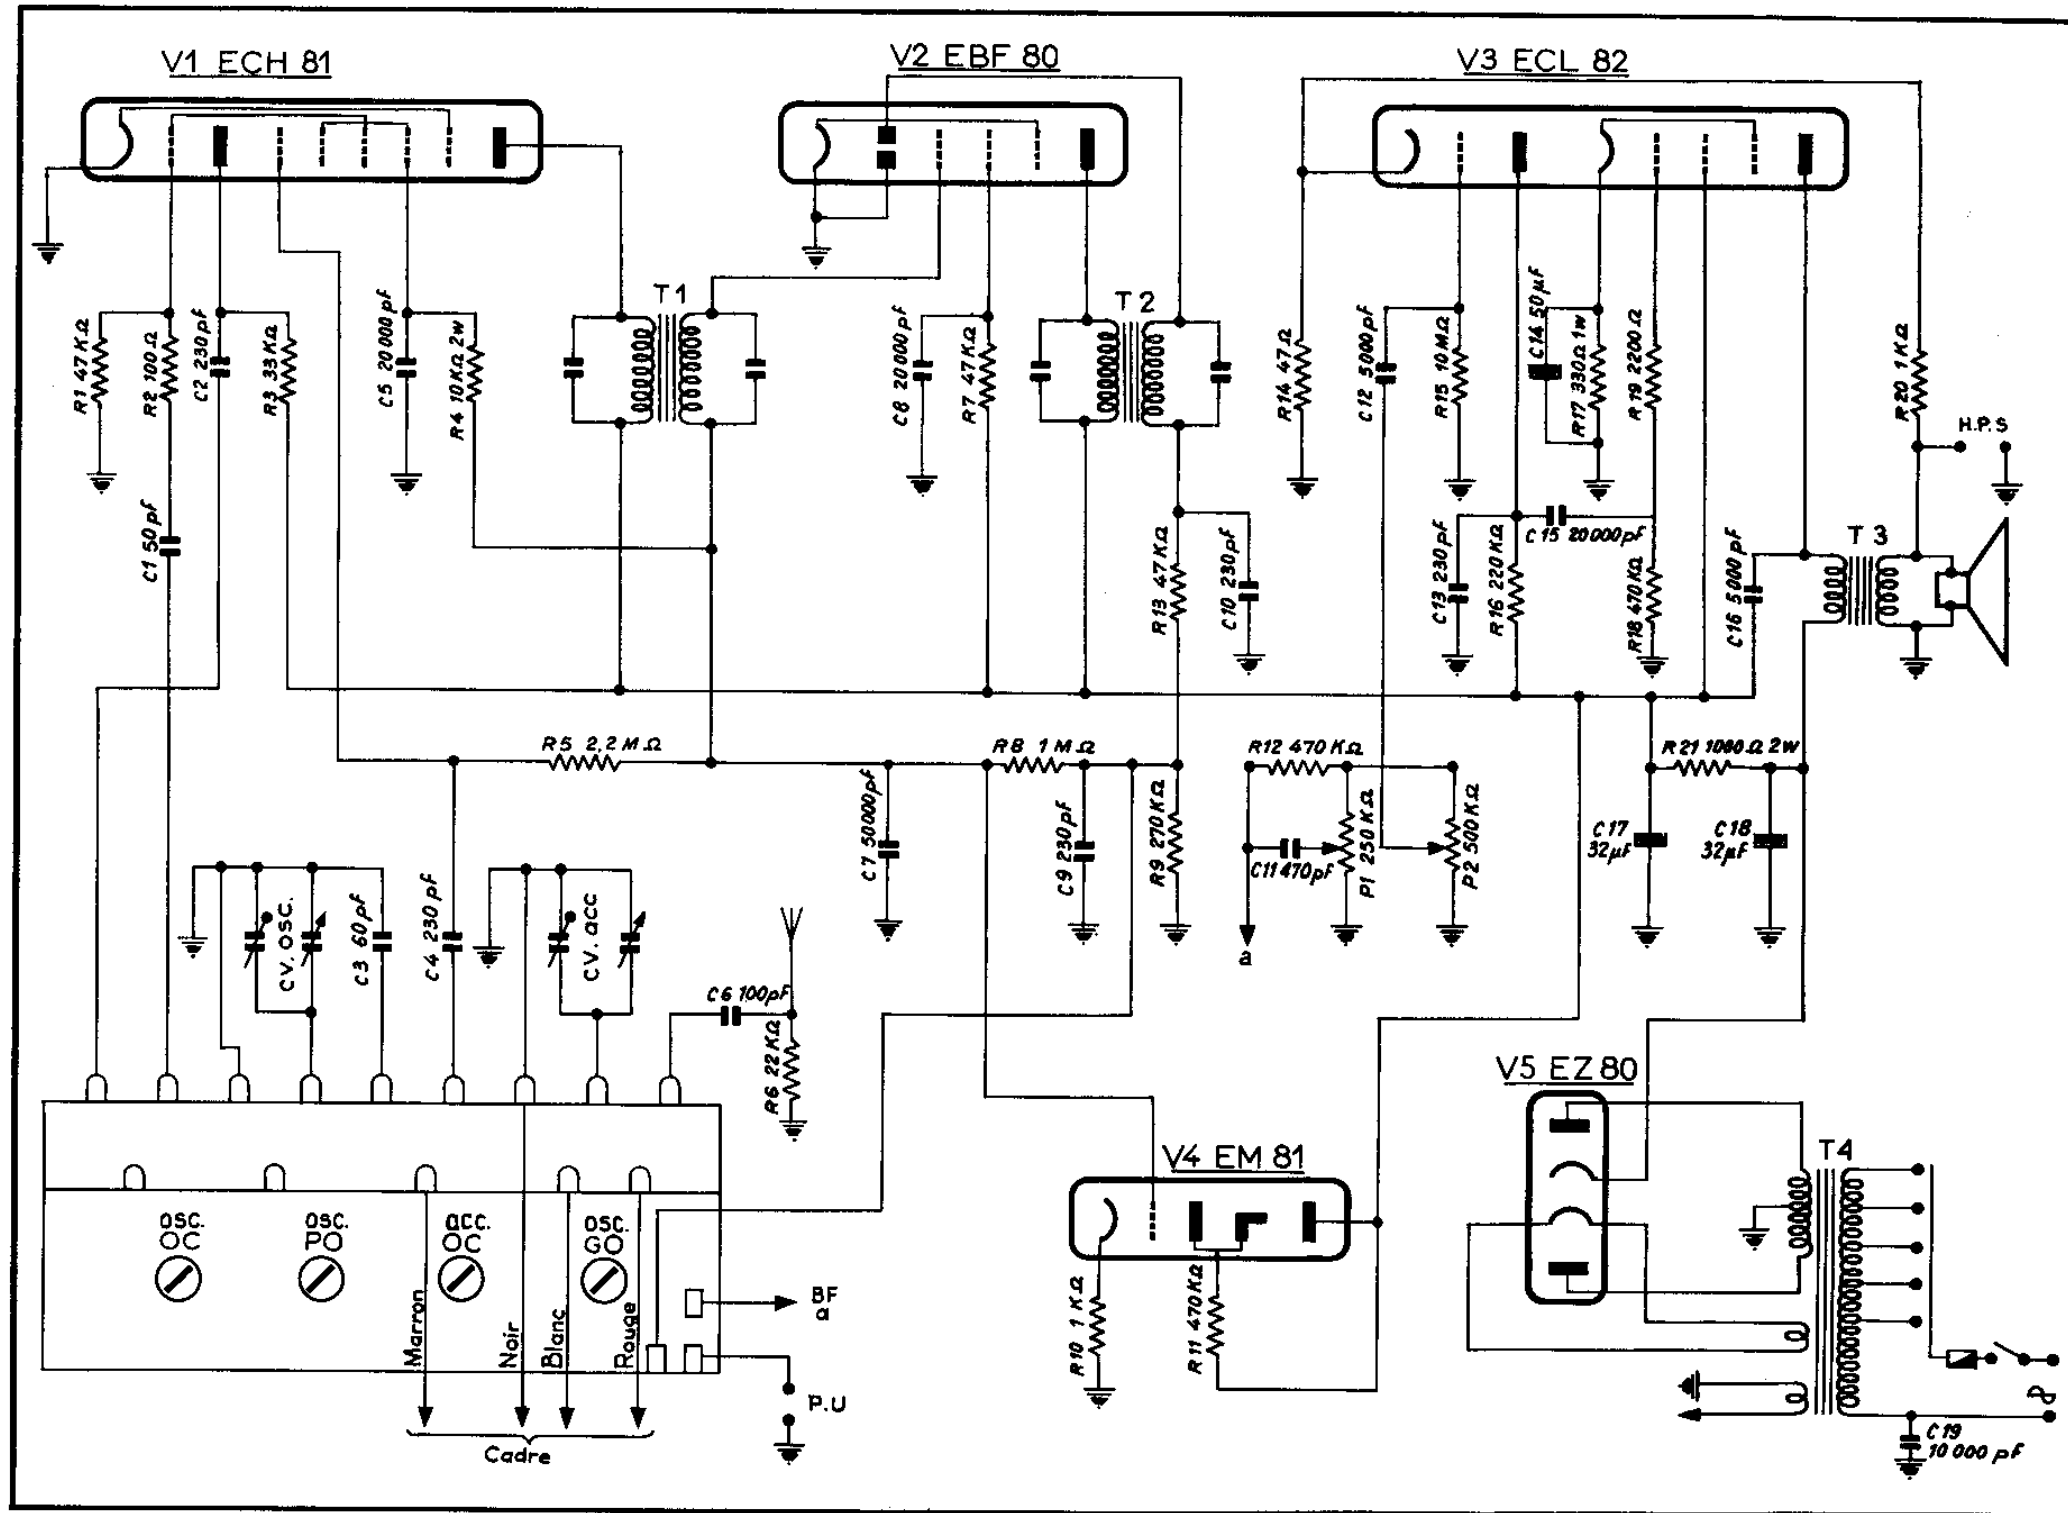 V1 ECH 81
V2 EBF 80
V3 ECL 82
R1 47 KΩ
R2 100 Ω
C2 230 pF
R3 33 KΩ
C5 20 000 pF
R4 10 KΩ 2w
T1
C8 20 000 pF
R7 47 KΩ
T2
R14 47 Ω
C12 5000 pF
R15 10 MΩ
C14 50 µF
R17 330 Ω 1w
R19 2200 Ω
R20 1 KΩ
H.P.S
C1 50 pF
R13 47 KΩ
C10 230 pF
C13 230 pF
R16 220 KΩ
C15 20 000 pF
R18 470 KΩ
C16 5000 pF
T3
R5 2,2 M Ω
R8 1 M Ω
R12 470 KΩ
R21 1000 Ω 2w
C7 50 000 pF
C9 230 pF
R9 270 KΩ
C11 470 pF
P1 250 KΩ
P2 500 KΩ
C17
32 µF
C18
32 µF
a
CV. OSC.
C3 60 pF
C4 230 pF
CV. acc
C6 100 pF
R6 22 KΩ
V5 EZ 80
V4 EM 81
T4
OSC.
OC
OSC.
PO
acc.
OC
OSC.
GO
Marron
Noir
Blanc
Rouge
BF
a
P.U
Cadre
R10 1 KΩ
R11 470 KΩ
C19
10 000 pF